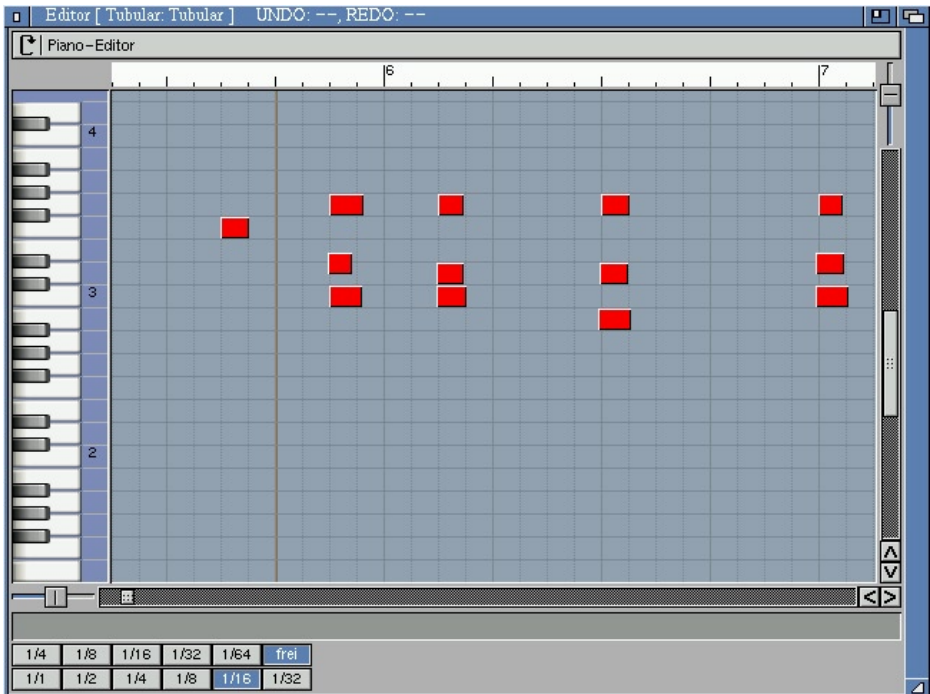 Editor [ Tubular: Tubular ] UNDO: --, REDO: --
Piano-Editor
6 7
4
3
2
1/4 1/8 1/16 1/32 1/64 frei
1/1 1/2 1/4 1/8 1/16 1/32